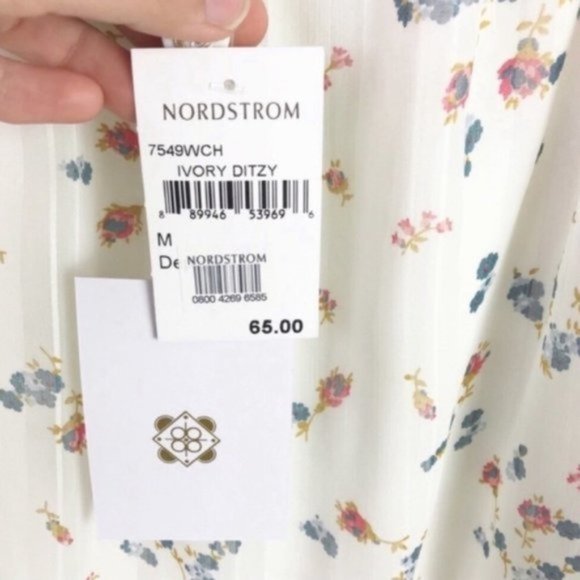 NORDSTROM
7549WCH
IVORY DITZY
8 89946 53969 6
M
De
NORDSTROM
0800 4269 6585
65.00